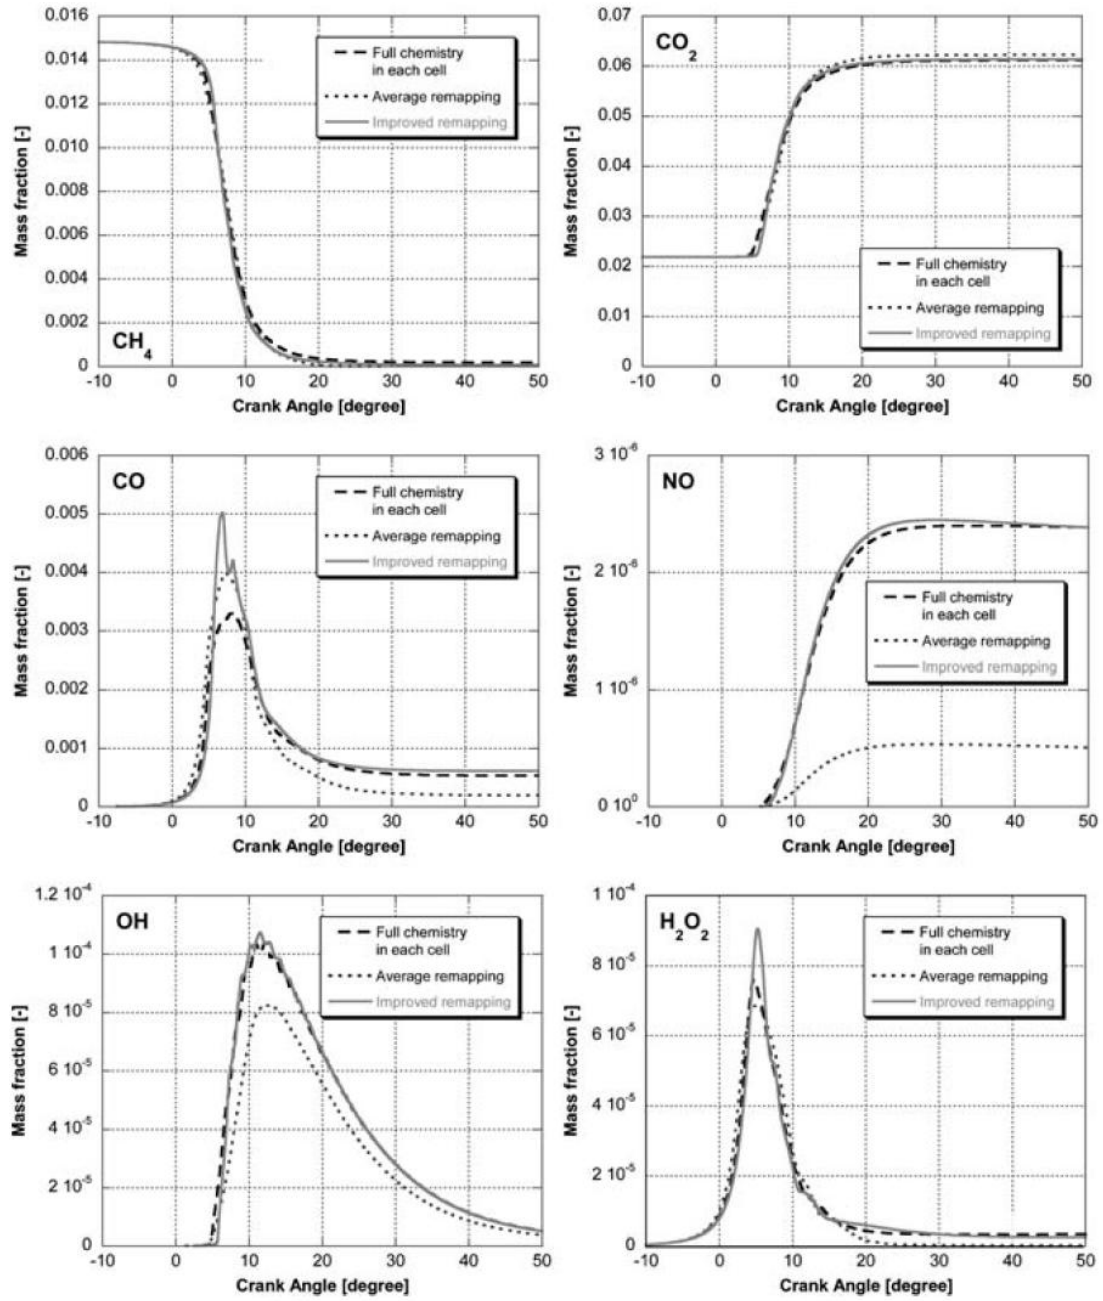 0.016
0.014
0.012
0.010
0.008
0.006
0.004
0.002
0
Mass fraction [-]
Full chemistry
in each cell
Average remapping
Improved remapping
CH4
-10 0 10 20 30 40 50
Crank Angle [degree]
0.07
0.06
0.05
0.04
0.03
0.02
0.01
0
Mass fraction [-]
CO2
Full chemistry
in each cell
Average remapping
Improved remapping
-10 0 10 20 30 40 50
Crank Angle [degree]
0.006
0.005
0.004
0.003
0.002
0.001
0
Mass fraction [-]
CO
Full chemistry
in each cell
Average remapping
Improved remapping
-10 0 10 20 30 40 50
Crank Angle [degree]
3 10-6
2 10-6
1 10-6
0 100
Mass fraction [-]
NO
Full chemistry
in each cell
Average remapping
Improved remapping
-10 0 10 20 30 40 50
Crank Angle [degree]
1.2 10-4
1 10-4
8 10-5
6 10-5
4 10-5
2 10-5
0
Mass fraction [-]
OH
Full chemistry
in each cell
Average remapping
Improved remapping
-10 0 10 20 30 40 50
Crank Angle [degree]
1 10-4
8 10-5
6 10-5
4 10-5
2 10-5
0
Mass fraction [-]
H2O2
Full chemistry
in each cell
Average remapping
Improved remapping
-10 0 10 20 30 40 50
Crank Angle [degree]